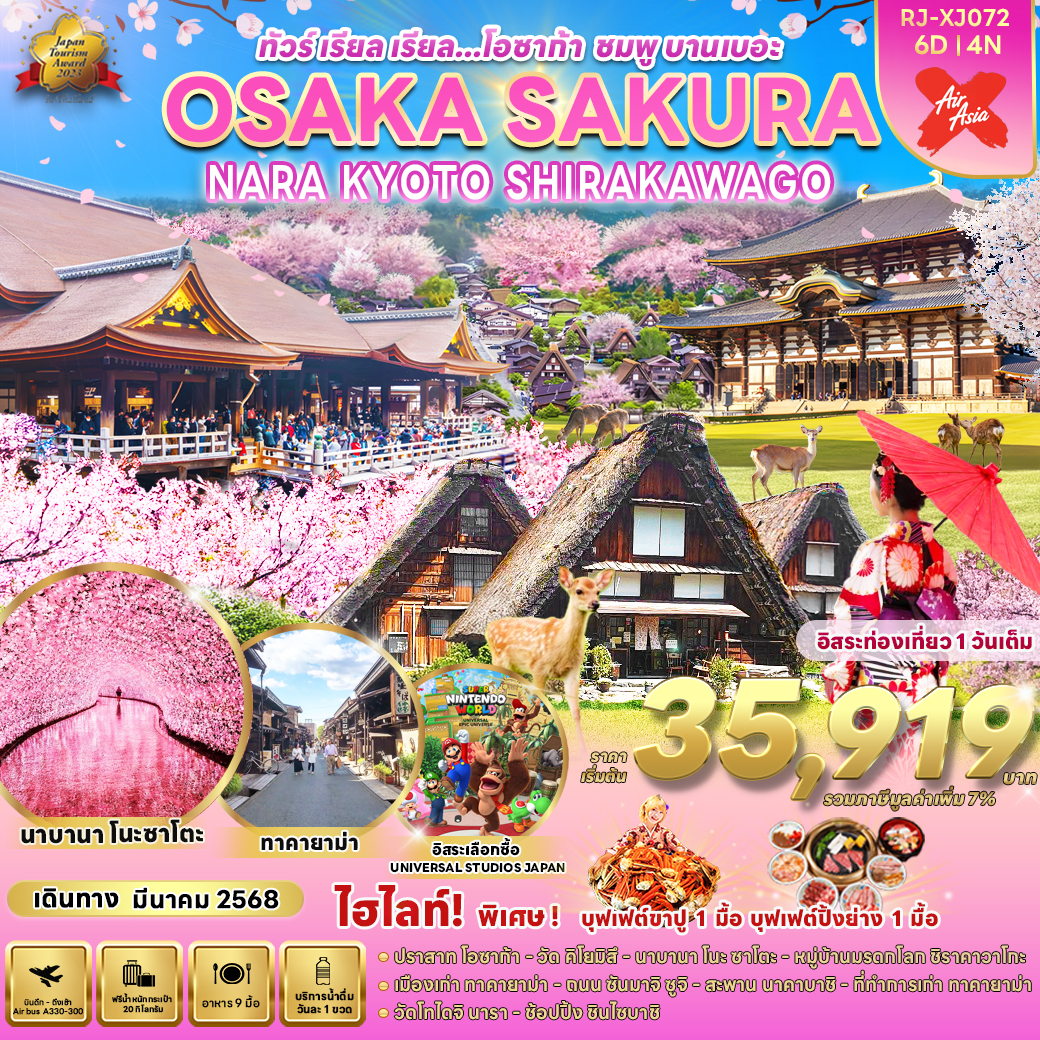 Japan
Tourism
Award
2023
RJ-XJ072
6D | 4N
Air
Asia
ทัวร์ เรียล เรียล...โอซาก้า ชมพู บานเบอะ
OSAKA SAKURA
NARA KYOTO SHIRAKAWAGO
อิสระท่องเที่ยว 1 วันเต็ม
ราคา
เริ่มต้น
35,919
บาท
รวมภาษีมูลค่าเพิ่ม 7%
SUPER
NINTENDO
WORLD
UNIVERSAL
EPIC UNIVERSE
นาบานา โนะซาโตะ
ทาคายาม่า
อิสระเลือกซื้อ
UNIVERSAL STUDIOS JAPAN
เดินทาง มีนาคม 2568
ไฮไลท์! พิเศษ! บุฟเฟ่ต์ขาปู 1 มื้อ บุฟเฟต์ปิ้งย่าง 1 มื้อ
บินดึก - ถึงเช้า
Air bus A330-300
ฟรีน้ำหนักกระเป๋า
20 กิโลกรัม
อาหาร 9 มื้อ
บริการน้ำดื่ม
วันละ 1 ขวด
• ปราสาท โอซาก้า - วัด คิโยมิสึ - นาบานา โนะ ซาโตะ - หมู่บ้านมรดกโลก ชิราคาวาโกะ
• เมืองเก่า ทาคายาม่า - ถนน ซันมาจิ ซูจิ - สะพาน นาคาบาชิ - ที่ทำการเก่า ทาคายาม่า
• วัดโทไดจิ นารา - ช้อปปิ้ง ชินไซบาชิ